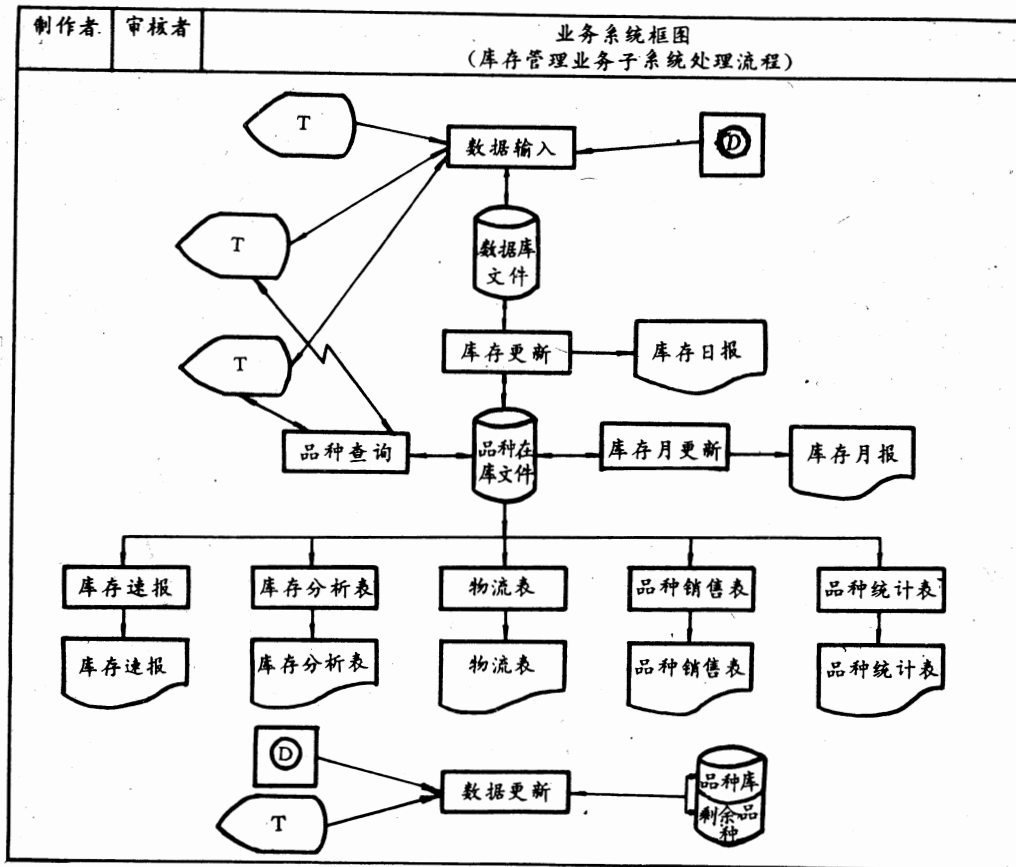 制作者
审核者
业务系统框图
(库存管理业务子系统处理流程)
T
数据输入
D
T
数据库
文件
T
库存更新
库存日报
品种查询
品种在
库文件
库存月更新
库存月报
库存速报
库存分析表
物流表
品种销售表
品种统计表
库存速报
库存分析表
物流表
品种销售表
品种统计表
D
T
数据更新
品种库
剩余品
种